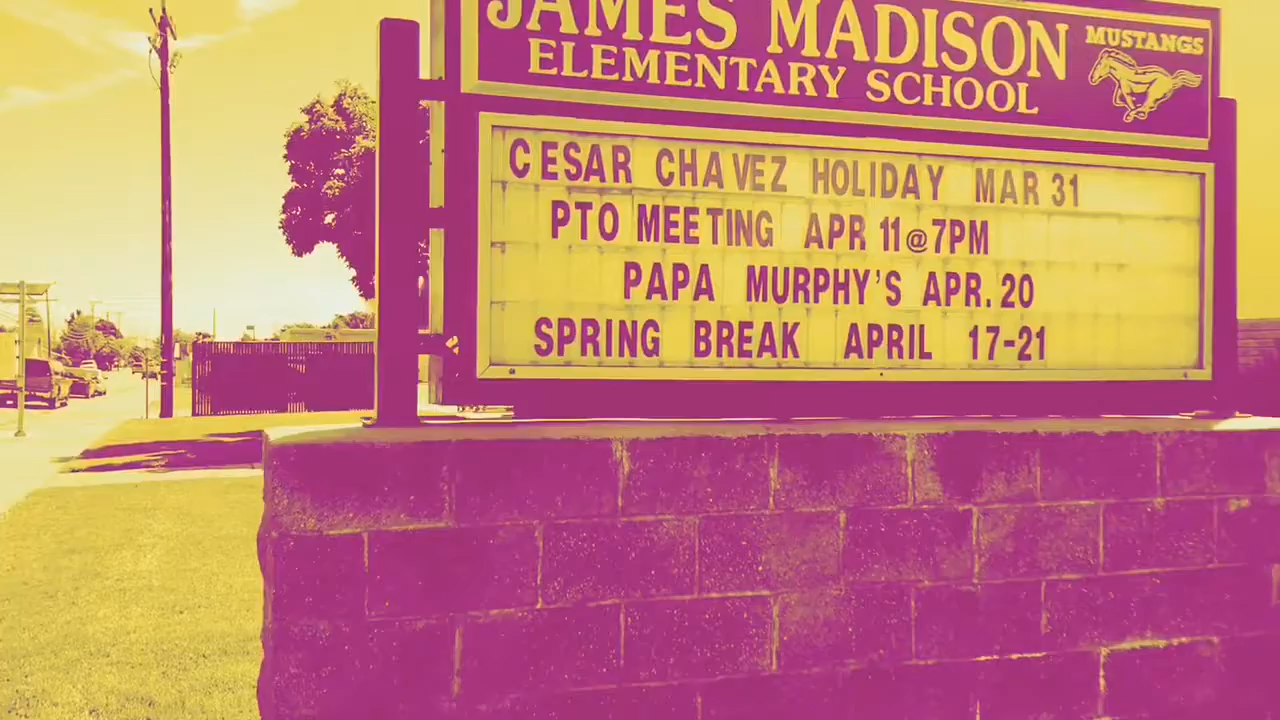 JAMES MADISON
ELEMENTARY SCHOOL
MUSTANGS
CESAR CHAVEZ HOLIDAY MAR 31
PTO MEETING APR 11@7PM
PAPA MURPHY'S APR. 20
SPRING BREAK APRIL 17-21